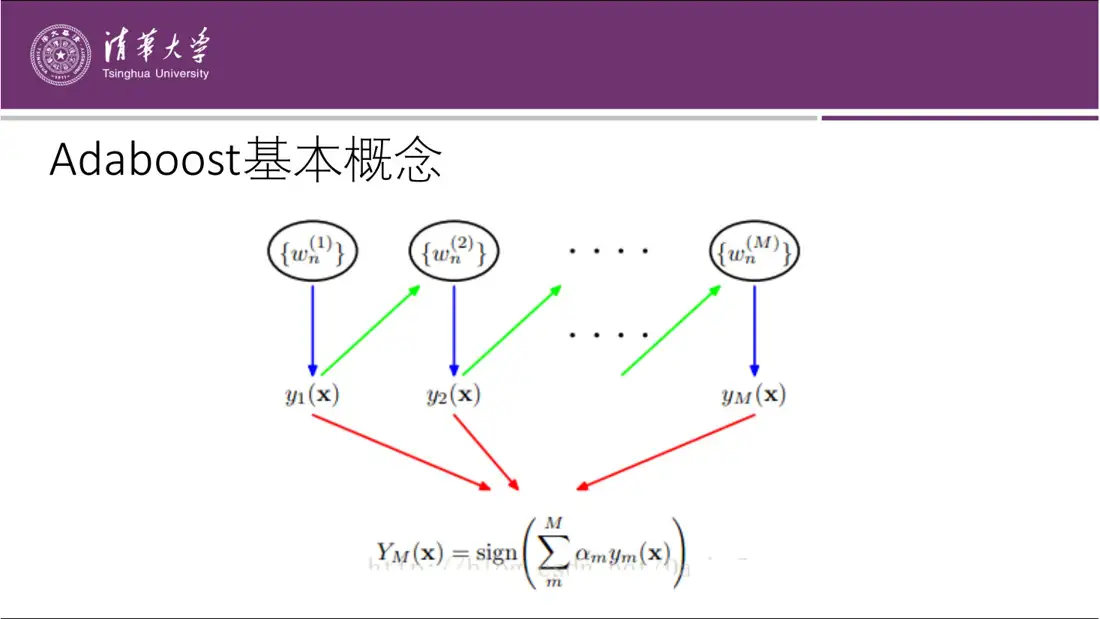 清華大学
Tsinghua University
Adaboost基本概念
{w_n^{(1)}} {w_n^{(2)}} · · · · {w_n^{(M)}}
· · · ·
y_1(x) y_2(x) y_M(x)
Y_M(x) = sign(∑_m^M α_m y_m(x))